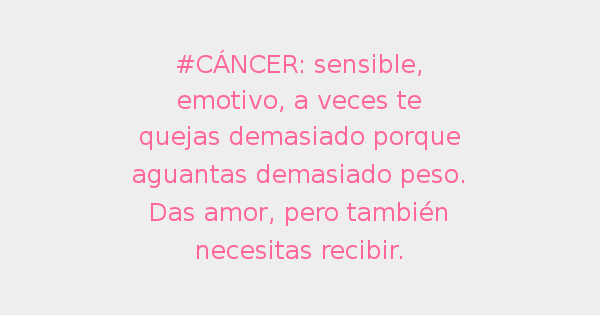 #CÁNCER: sensible,
emotivo, a veces te
quejas demasiado porque
aguantas demasiado peso.
Das amor, pero también
necesitas recibir.